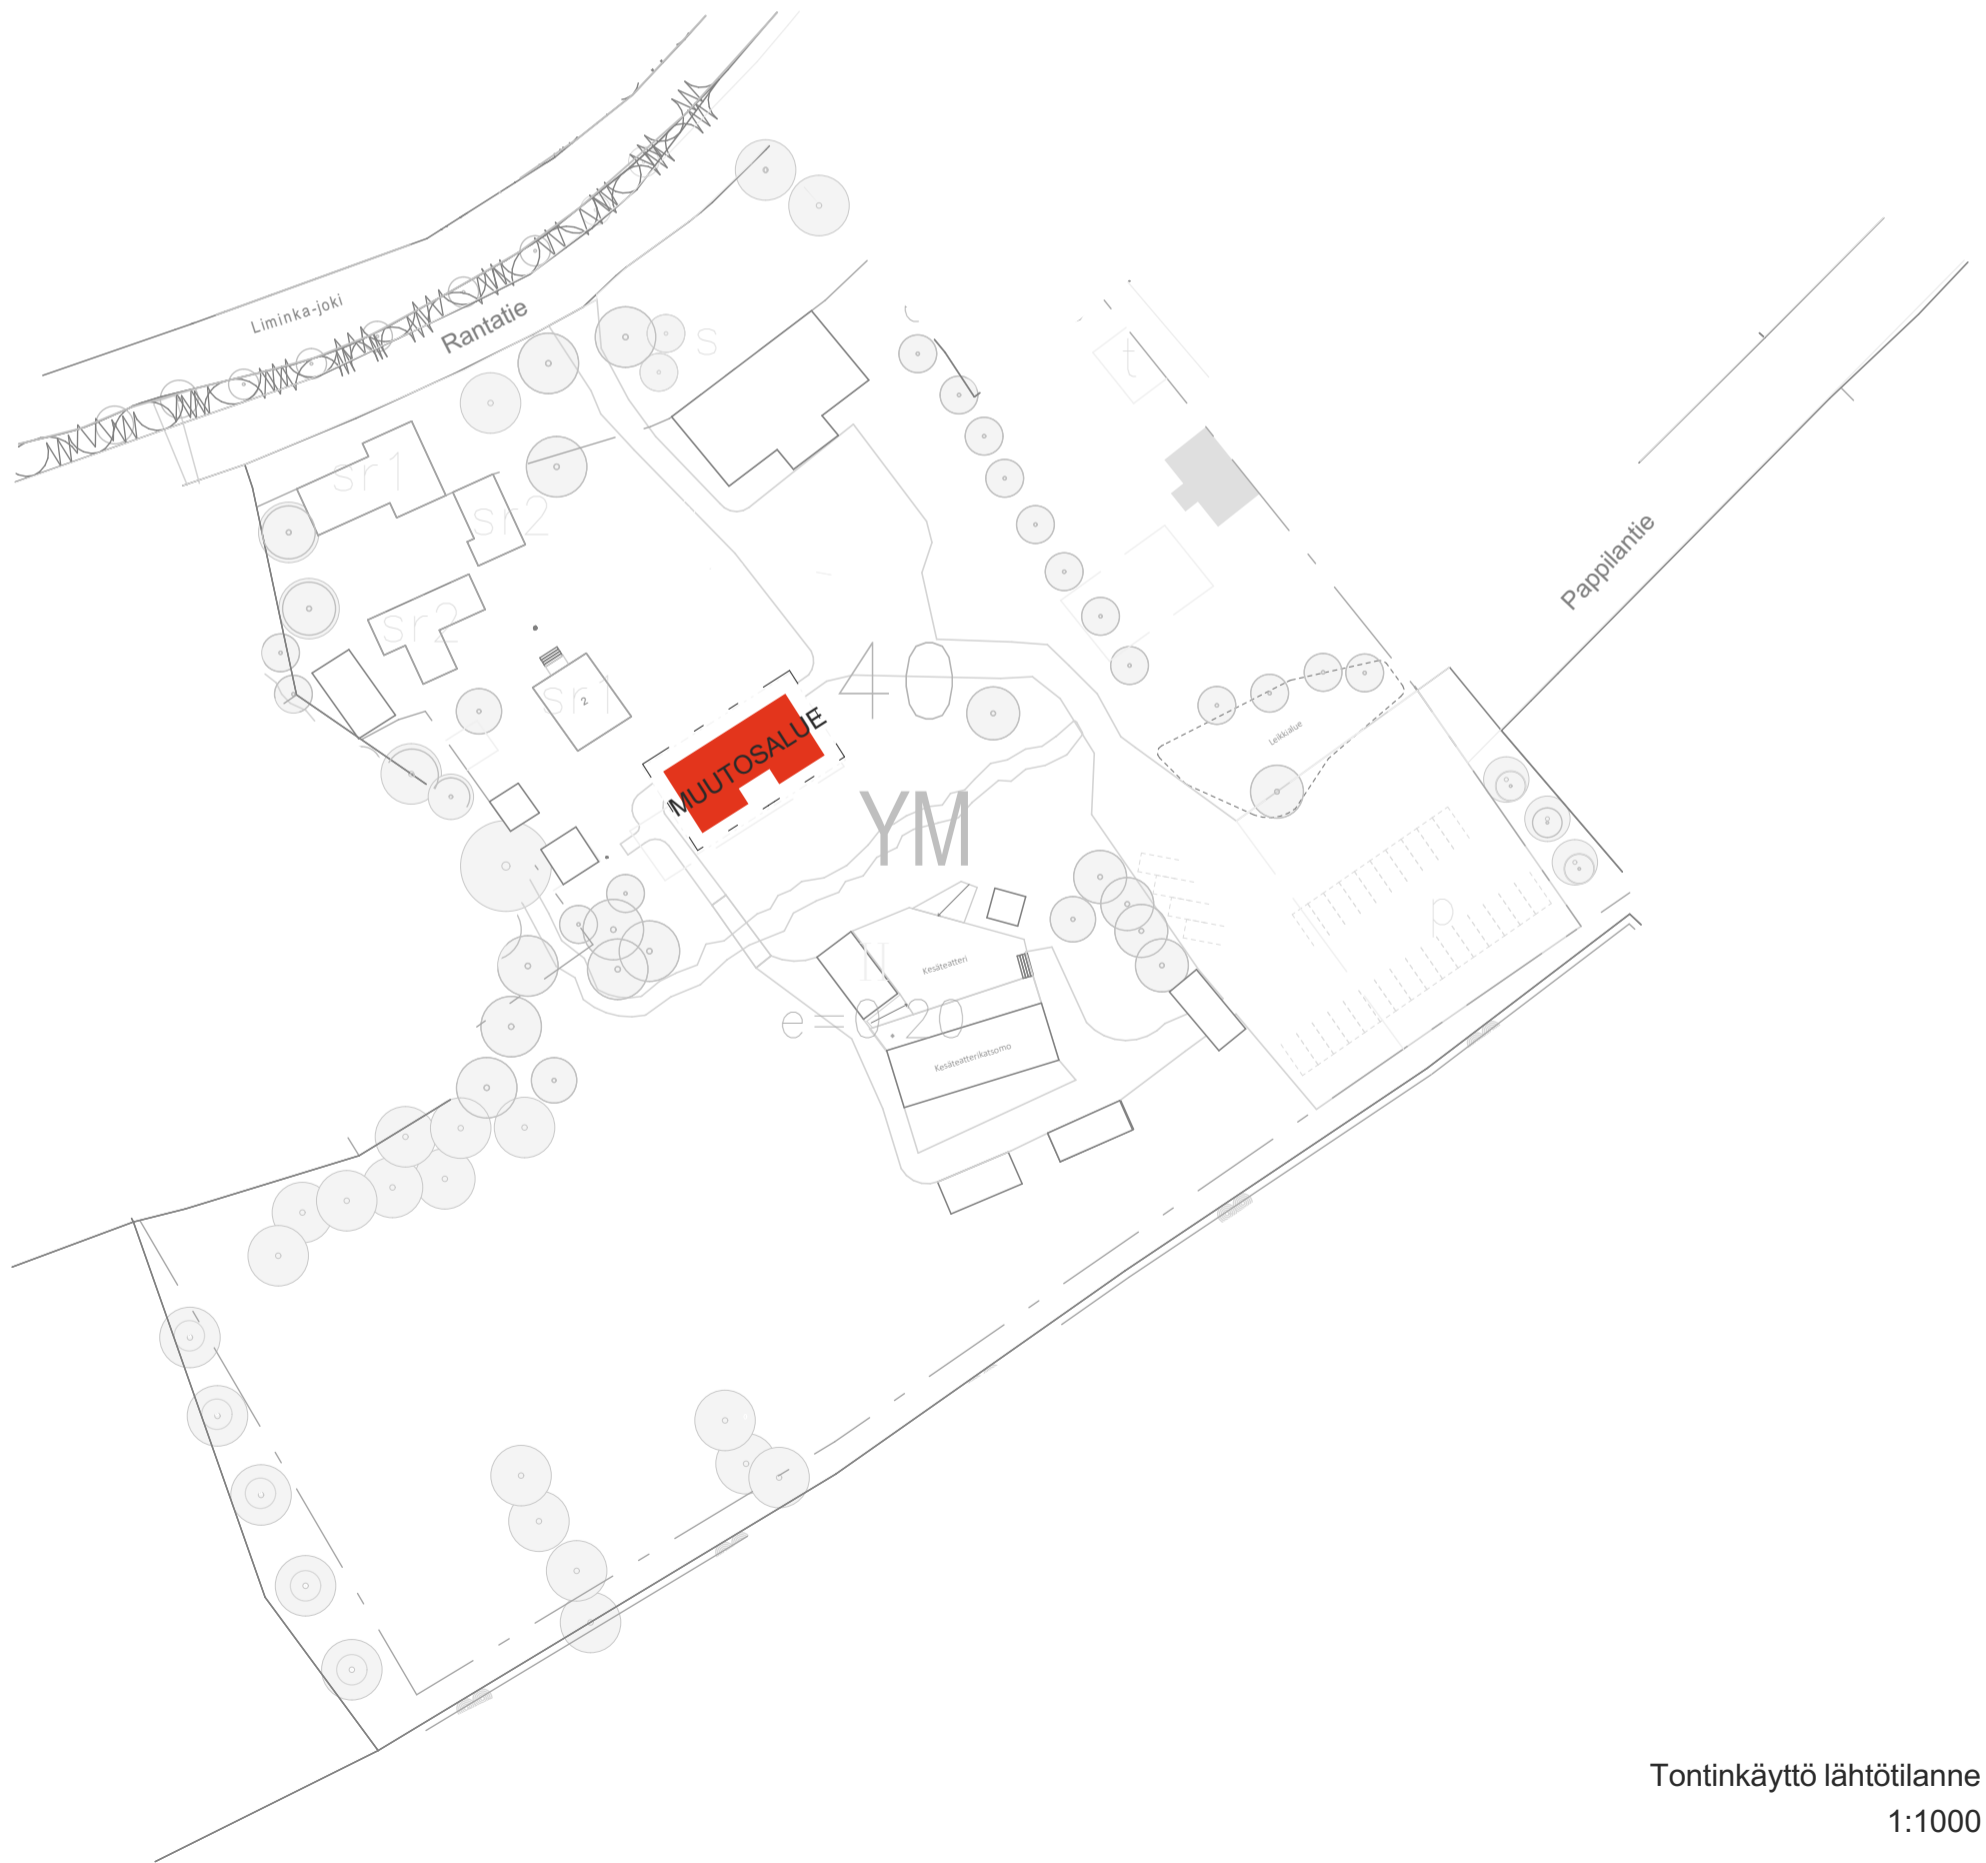 Liminka-joki
Rantatie
s
t
sr1
sr2
sr2
sr1
2
Pappilantie
40
MUUTOSALUE
Leikkialue
YM
p
II
Kesäteatteri
e=0.20
Kesäteatterikatsomo
Tontinkäyttö lähtötilanne
1:1000